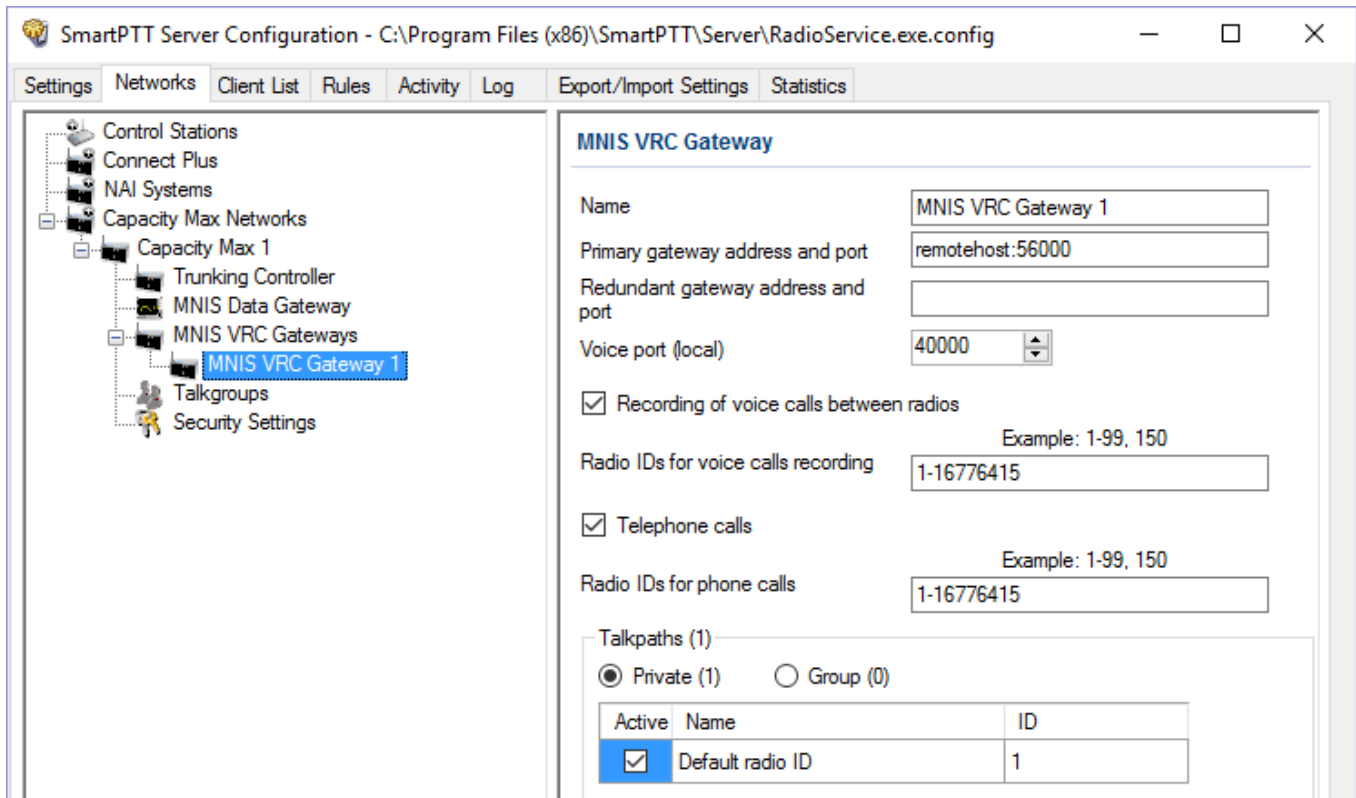 SmartPTT Server Configuration - C:\Program Files (x86)\SmartPTT\Server\RadioService.exe.config
Settings Networks Client List Rules Activity Log Export/Import Settings Statistics
Control Stations
Connect Plus
NAI Systems
Capacity Max Networks
Capacity Max 1
Trunking Controller
MNIS Data Gateway
MNIS VRC Gateways
MNIS VRC Gateway 1
Talkgroups
Security Settings
MNIS VRC Gateway
Name MNIS VRC Gateway 1
Primary gateway address and port remotehost:56000
Redundant gateway address and
port
Voice port (local) 40000
Recording of voice calls between radios
Example: 1-99, 150
Radio IDs for voice calls recording 1-16776415
Telephone calls
Example: 1-99, 150
Radio IDs for phone calls 1-16776415
Talkpaths (1)
Private (1) Group (0)
Active Name ID
Default radio ID 1